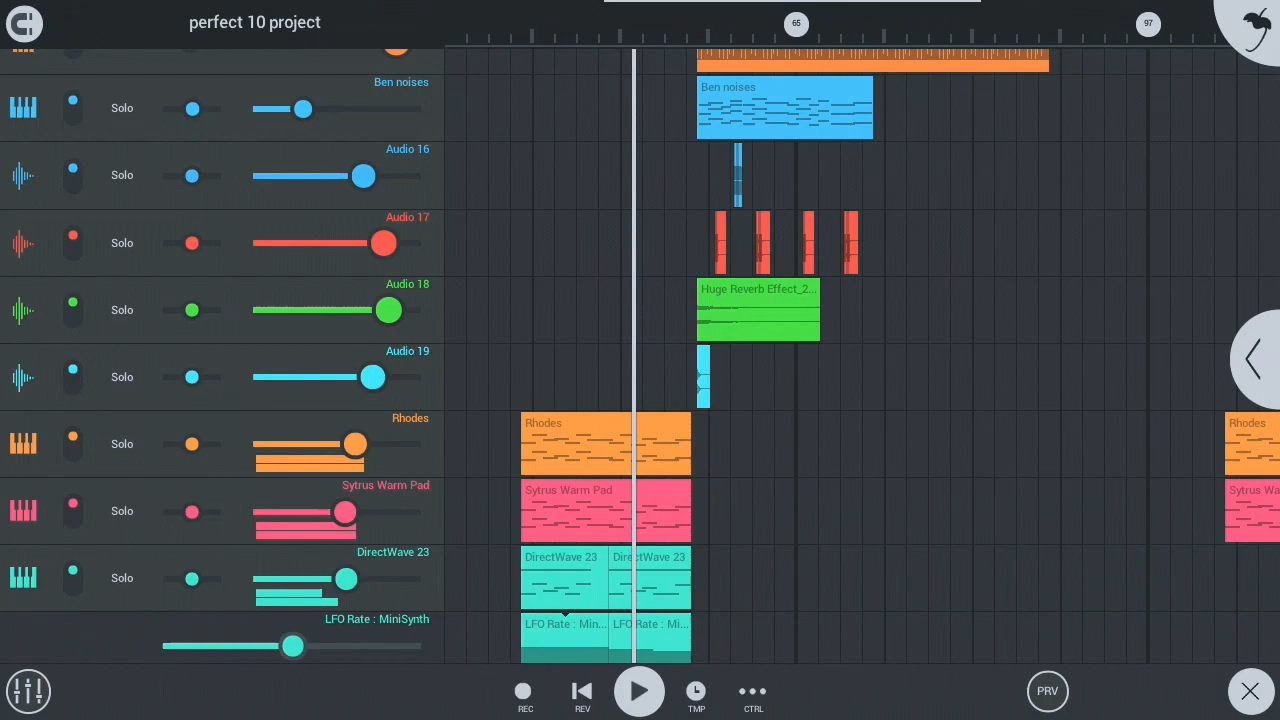 perfect 10 project
65
97
Ben noises
Solo
Ben noises
Audio 16
Solo
Audio 17
Solo
Audio 18
Solo
Huge Reverb Effect_2...
Audio 19
Solo
Rhodes
Solo
Rhodes
Rhodes
Sytrus Warm Pad
Solo
Sytrus Warm Pad
Sytrus Wa
DirectWave 23
Solo
DirectWave 23
DirectWave 23
LFO Rate : MiniSynth
LFO Rate : Min...
LFO Rate : Mi...
REC
REV
TMP
CTRL
PRV